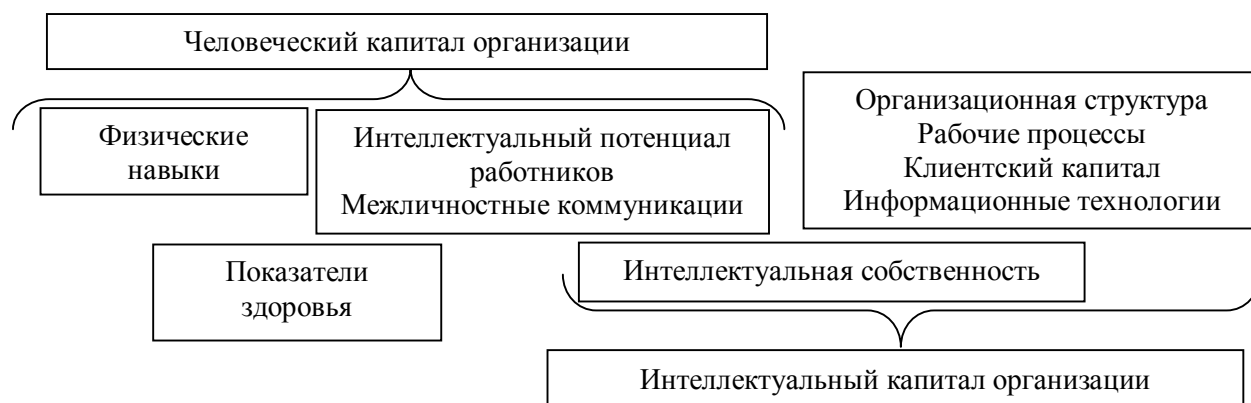 Человеческий капитал организации
Физические
навыки
Интеллектуальный потенциал
работников
Межличностные коммуникации
Организационная структура
Рабочие процессы
Клиентский капитал
Информационные технологии
Показатели
здоровья
Интеллектуальная собственность
Интеллектуальный капитал организации